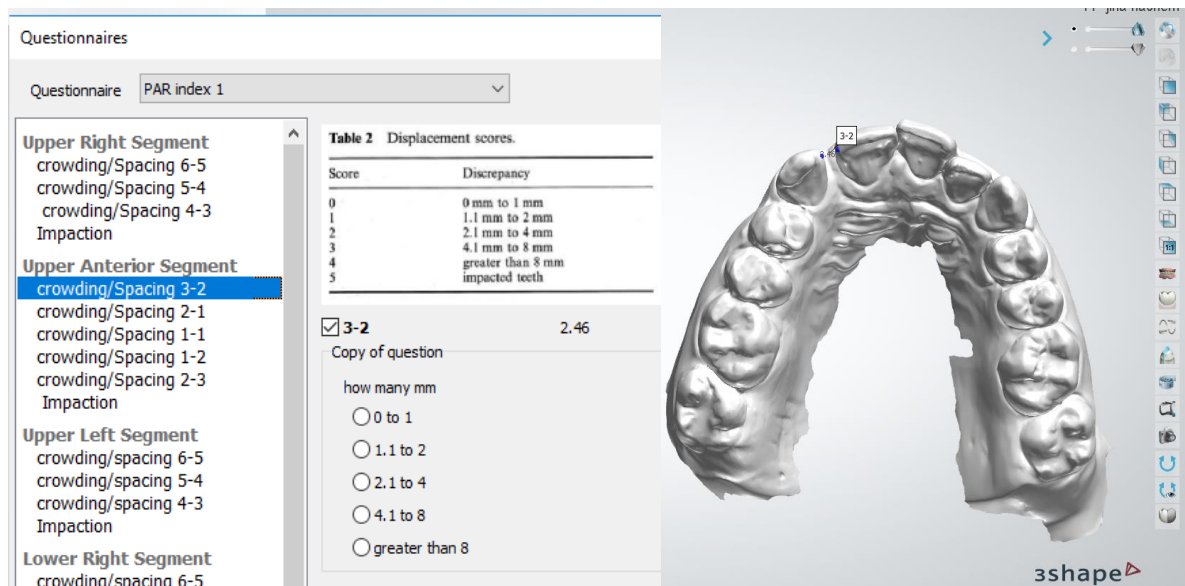 Questionnaires
Questionnaire PAR index 1
Upper Right Segment
crowding/Spacing 6-5
crowding/Spacing 5-4
crowding/Spacing 4-3
Impaction
Upper Anterior Segment
crowding/Spacing 3-2
crowding/Spacing 2-1
crowding/Spacing 1-1
crowding/Spacing 1-2
crowding/Spacing 2-3
Impaction
Upper Left Segment
crowding/spacing 6-5
crowding/spacing 5-4
crowding/spacing 4-3
Impaction
Lower Right Segment
crowding/spacing 6-5
Table 2 Displacement scores.
Score Discrepancy
0 0 mm to 1 mm
1 1.1 mm to 2 mm
2 2.1 mm to 4 mm
3 4.1 mm to 8 mm
4 greater than 8 mm
5 impacted teeth
3-2 2.46
Copy of question
how many mm
0 to 1
1.1 to 2
2.1 to 4
4.1 to 8
greater than 8
3-2
2.46
1:1
3shape